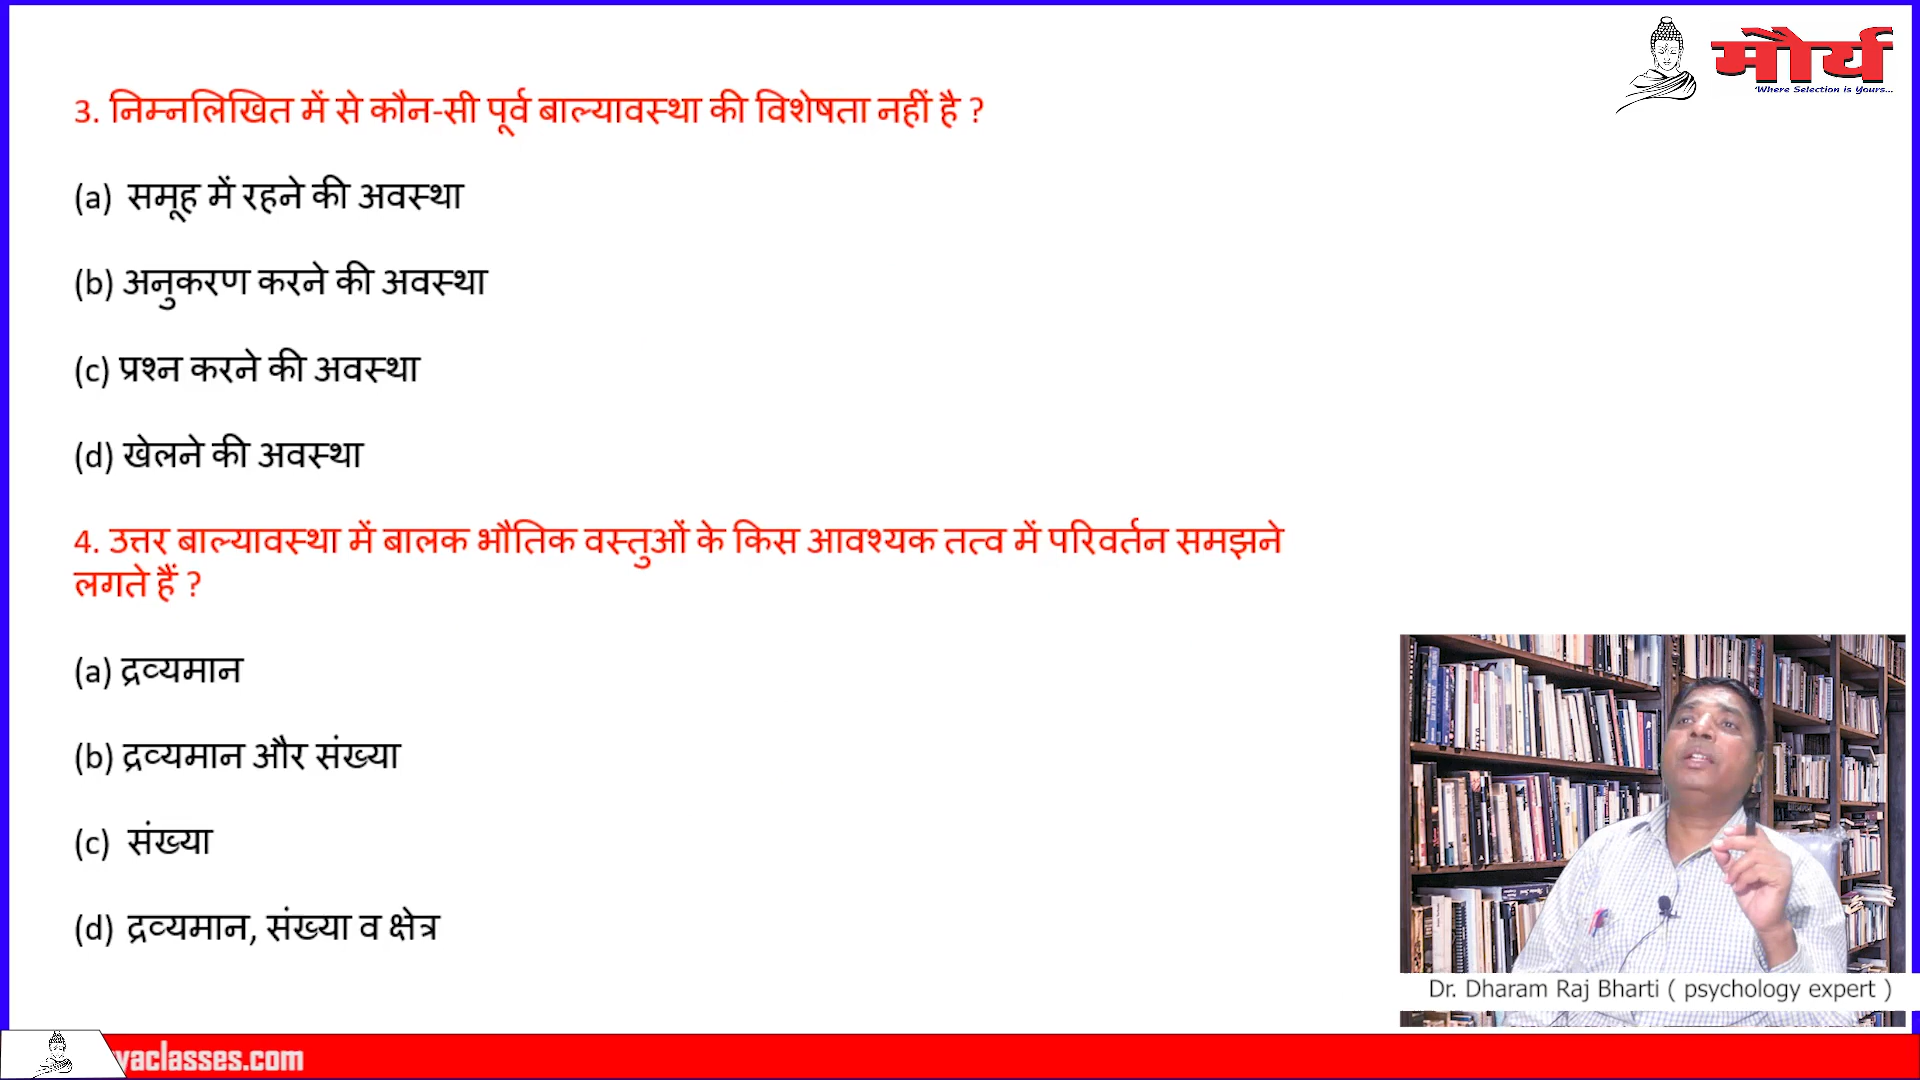 मौर्य
'Where Selection is Yours...
3. निम्नलिखित में से कौन-सी पूर्व बाल्यावस्था की विशेषता नहीं है ?
(a) समूह में रहने की अवस्था
(b) अनुकरण करने की अवस्था
(c) प्रश्न करने की अवस्था
(d) खेलने की अवस्था
4. उत्तर बाल्यावस्था में बालक भौतिक वस्तुओं के किस आवश्यक तत्व में परिवर्तन समझने
लगते हैं ?
(a) द्रव्यमान
(b) द्रव्यमान और संख्या
(c) संख्या
(d) द्रव्यमान, संख्या व क्षेत्र
Dr. Dharam Raj Bharti ( psychology expert )
yaclasses.com